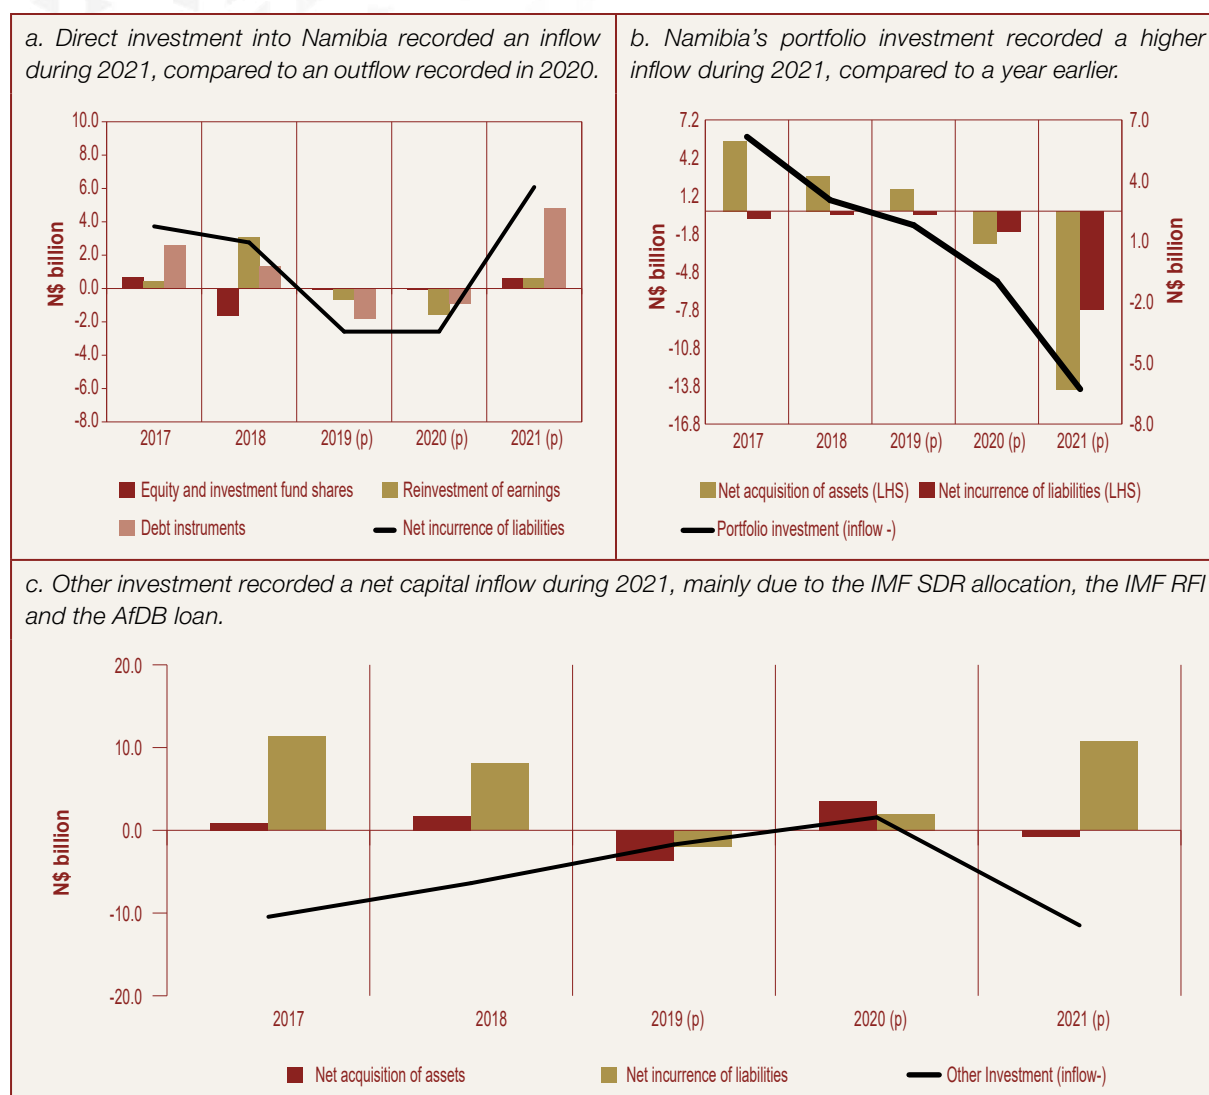 a. Direct investment into Namibia recorded an inflow
during 2021, compared to an outflow recorded in 2020.
10.0
8.0
6.0
4.0
2.0
0.0
-2.0
-4.0
-6.0
-8.0
N$ billion
2017 2018 2019 (p) 2020 (p) 2021 (p)
Equity and investment fund shares Reinvestment of earnings
Debt instruments Net incurrence of liabilities
b. Namibia's portfolio investment recorded a higher
inflow during 2021, compared to a year earlier.
7.2
4.2
1.2
-1.8
-4.8
-7.8
-10.8
-13.8
-16.8
N$ billion
7.0
4.0
1.0
-2.0
-5.0
-8.0
N$ billion
2017 2018 2019 (p) 2020 (p) 2021 (p)
Net acquisition of assets (LHS) Net incurrence of liabilities (LHS)
Portfolio investment (inflow -)
c. Other investment recorded a net capital inflow during 2021, mainly due to the IMF SDR allocation, the IMF RFI
and the AfDB loan.
20.0
10.0
0.0
-10.0
-20.0
N$ billion
2017 2018 2019 (p) 2020 (p) 2021 (p)
Net acquisition of assets Net incurrence of liabilities Other Investment (inflow-)